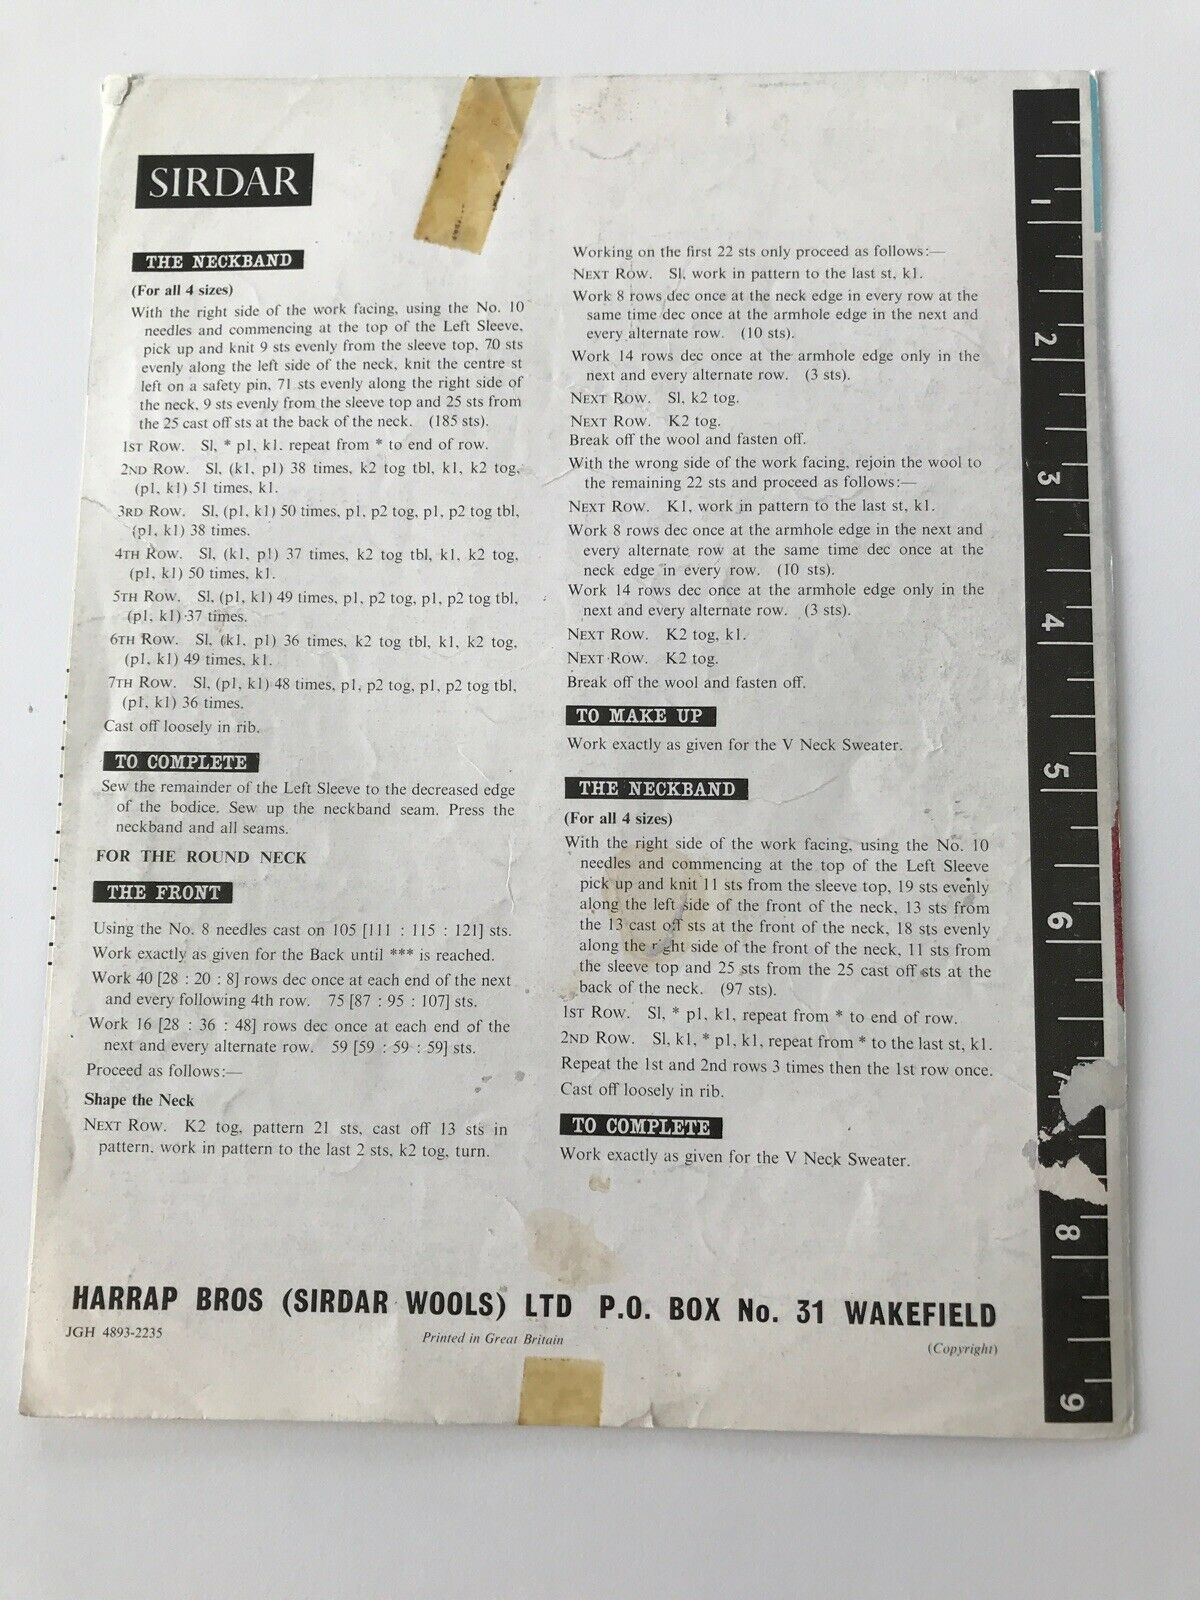 SIRDAR
THE NECKBAND
(For all 4 sizes)
With the right side of the work facing, using the No. 10
needles and commencing at the top of the Left Sleeve,
pick up and knit 9 sts evenly from the sleeve top, 70 sts
evenly along the left side of the neck, knit the centre st
left on a safety pin, 71 sts evenly along the right side of
the neck, 9 sts evenly from the sleeve top and 25 sts from
the 25 cast off sts at the back of the neck. (185 sts).
1ST ROW. Sl, * p1, k1, repeat from * to end of row.
2ND ROW. Sl, (k1, p1) 38 times, k2 tog tbl, k1, k2 tog,
(p1, k1) 51 times, k1.
3RD ROW. Sl, (p1, k1) 50 times, p1, p2 tog, p1, p2 tog tbl,
(p1, k1) 38 times.
4TH ROW. Sl, (k1, p1) 37 times, k2 tog tbl, k1, k2 tog,
(p1, k1) 50 times, k1.
5TH ROW. Sl, (p1, k1) 49 times, p1, p2 tog, p1, p2 tog tbl,
(p1, k1) 37 times.
6TH ROW. Sl, (k1, p1) 36 times, k2 tog tbl, k1, k2 tog,
(p1, k1) 49 times, k1.
7TH ROW. Sl, (p1, k1) 48 times, p1, p2 tog, p1, p2 tog tbl,
(p1, k1) 36 times.
Cast off loosely in rib.
TO COMPLETE
Sew the remainder of the Left Sleeve to the decreased edge
of the bodice. Sew up the neckband seam. Press the
neckband and all seams.
FOR THE ROUND NECK
THE FRONT
Using the No. 8 needles cast on 105 [111 : 115 : 121] sts.
Work exactly as given for the Back until *** is reached.
Work 40 [28 : 20 : 8] rows dec once at each end of the next
and every following 4th row. 75 [87 : 95 : 107] sts.
Work 16 [28 : 36 : 48] rows dec once at each end of the
next and every alternate row. 59 [59 : 59 : 59] sts.
Proceed as follows:—
Shape the Neck
NEXT ROW. K2 tog, pattern 21 sts, cast off 13 sts in
pattern, work in pattern to the last 2 sts, k2 tog, turn.
Working on the first 22 sts only proceed as follows:—
NEXT ROW. Sl, work in pattern to the last st, k1.
Work 8 rows dec once at the neck edge in every row at the
same time dec once at the armhole edge in the next and
every alternate row. (10 sts).
Work 14 rows dec once at the armhole edge only in the
next and every alternate row. (3 sts).
NEXT ROW. Sl, k2 tog.
NEXT ROW. K2 tog.
Break off the wool and fasten off.
With the wrong side of the work facing, rejoin the wool to
the remaining 22 sts and proceed as follows:—
NEXT ROW. K1, work in pattern to the last st, k1.
Work 8 rows dec once at the armhole edge in the next and
every alternate row at the same time dec once at the
neck edge in every row. (10 sts).
Work 14 rows dec once at the armhole edge only in the
next and every alternate row. (3 sts).
NEXT ROW. K2 tog, k1.
NEXT ROW. K2 tog.
Break off the wool and fasten off.
TO MAKE UP
Work exactly as given for the V Neck Sweater.
THE NECKBAND
(For all 4 sizes)
With the right side of the work facing, using the No. 10
needles and commencing at the top of the Left Sleeve
pick up and knit 11 sts from the sleeve top, 19 sts evenly
along the left side of the front of the neck, 13 sts from
the 13 cast off sts at the front of the neck, 18 sts evenly
along the right side of the front of the neck, 11 sts from
the sleeve top and 25 sts from the 25 cast off sts at the
back of the neck. (97 sts).
1ST ROW. Sl, * p1, k1, repeat from * to end of row.
2ND ROW. Sl, k1, * p1, k1, repeat from * to the last st, k1.
Repeat the 1st and 2nd rows 3 times then the 1st row once.
Cast off loosely in rib.
TO COMPLETE
Work exactly as given for the V Neck Sweater.
HARRAP BROS (SIRDAR WOOLS) LTD P.O. BOX No. 31 WAKEFIELD
JGH 4893-2235
Printed in Great Britain
(Copyright)
1
2
3
4
5
6
7
8
9